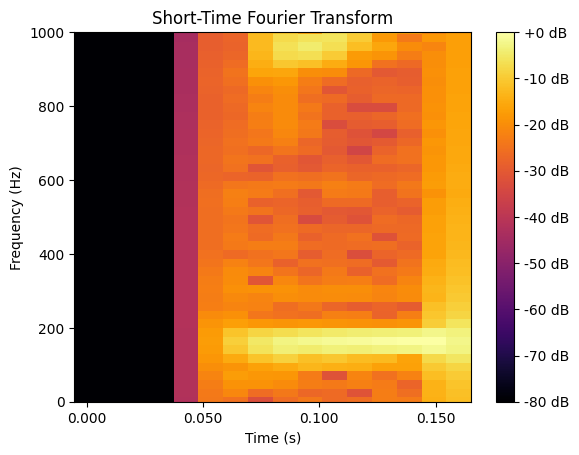 Short-Time Fourier Transform
Frequency (Hz)
1000
800
600
400
200
0
0.000
0.050
0.100
0.150
Time (s)
+0 dB
-10 dB
-20 dB
-30 dB
-40 dB
-50 dB
-60 dB
-70 dB
-80 dB